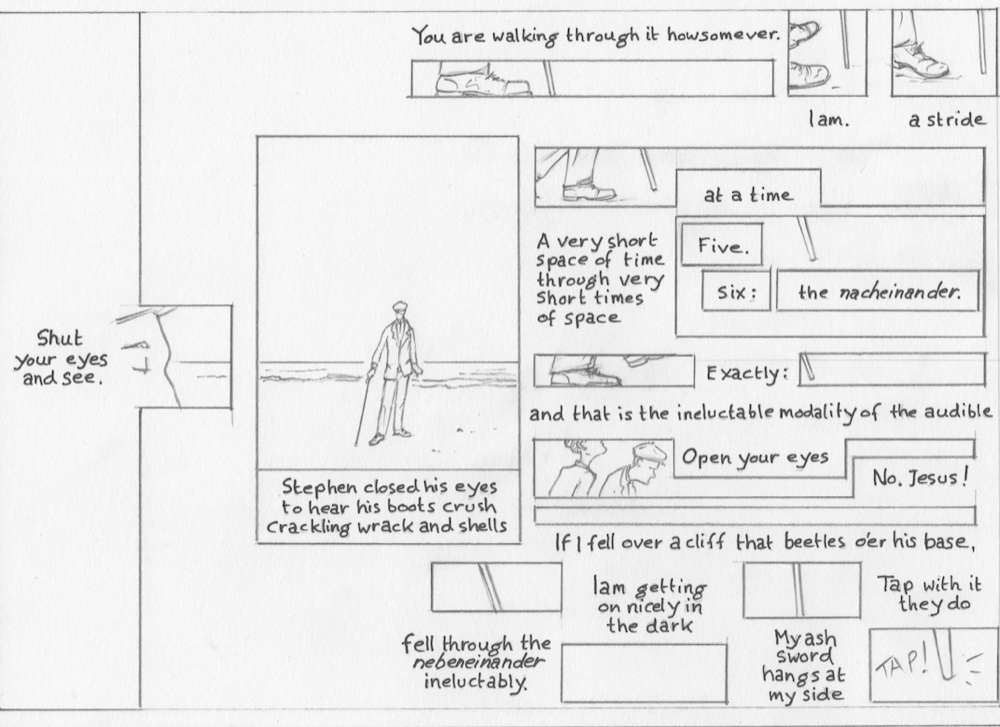 Shut
your eyes
and see.
Stephen closed his eyes
to hear his boots crush
crackling wrack and shells
You are walking through it howsomever.
I am.
a stride
at a time
A very short
space of time
through very
short times
of space
Five.
Six:
the nacheinander.
Exactly:
and that is the ineluctable modality of the audible
Open your eyes
No. Jesus!
If I fell over a cliff that beetles o'er his base,
fell through the
nebeneinander
ineluctably.
I am getting
on nicely in
the dark
My ash
sword
hangs at
my side
Tap with it
they do
TAP!